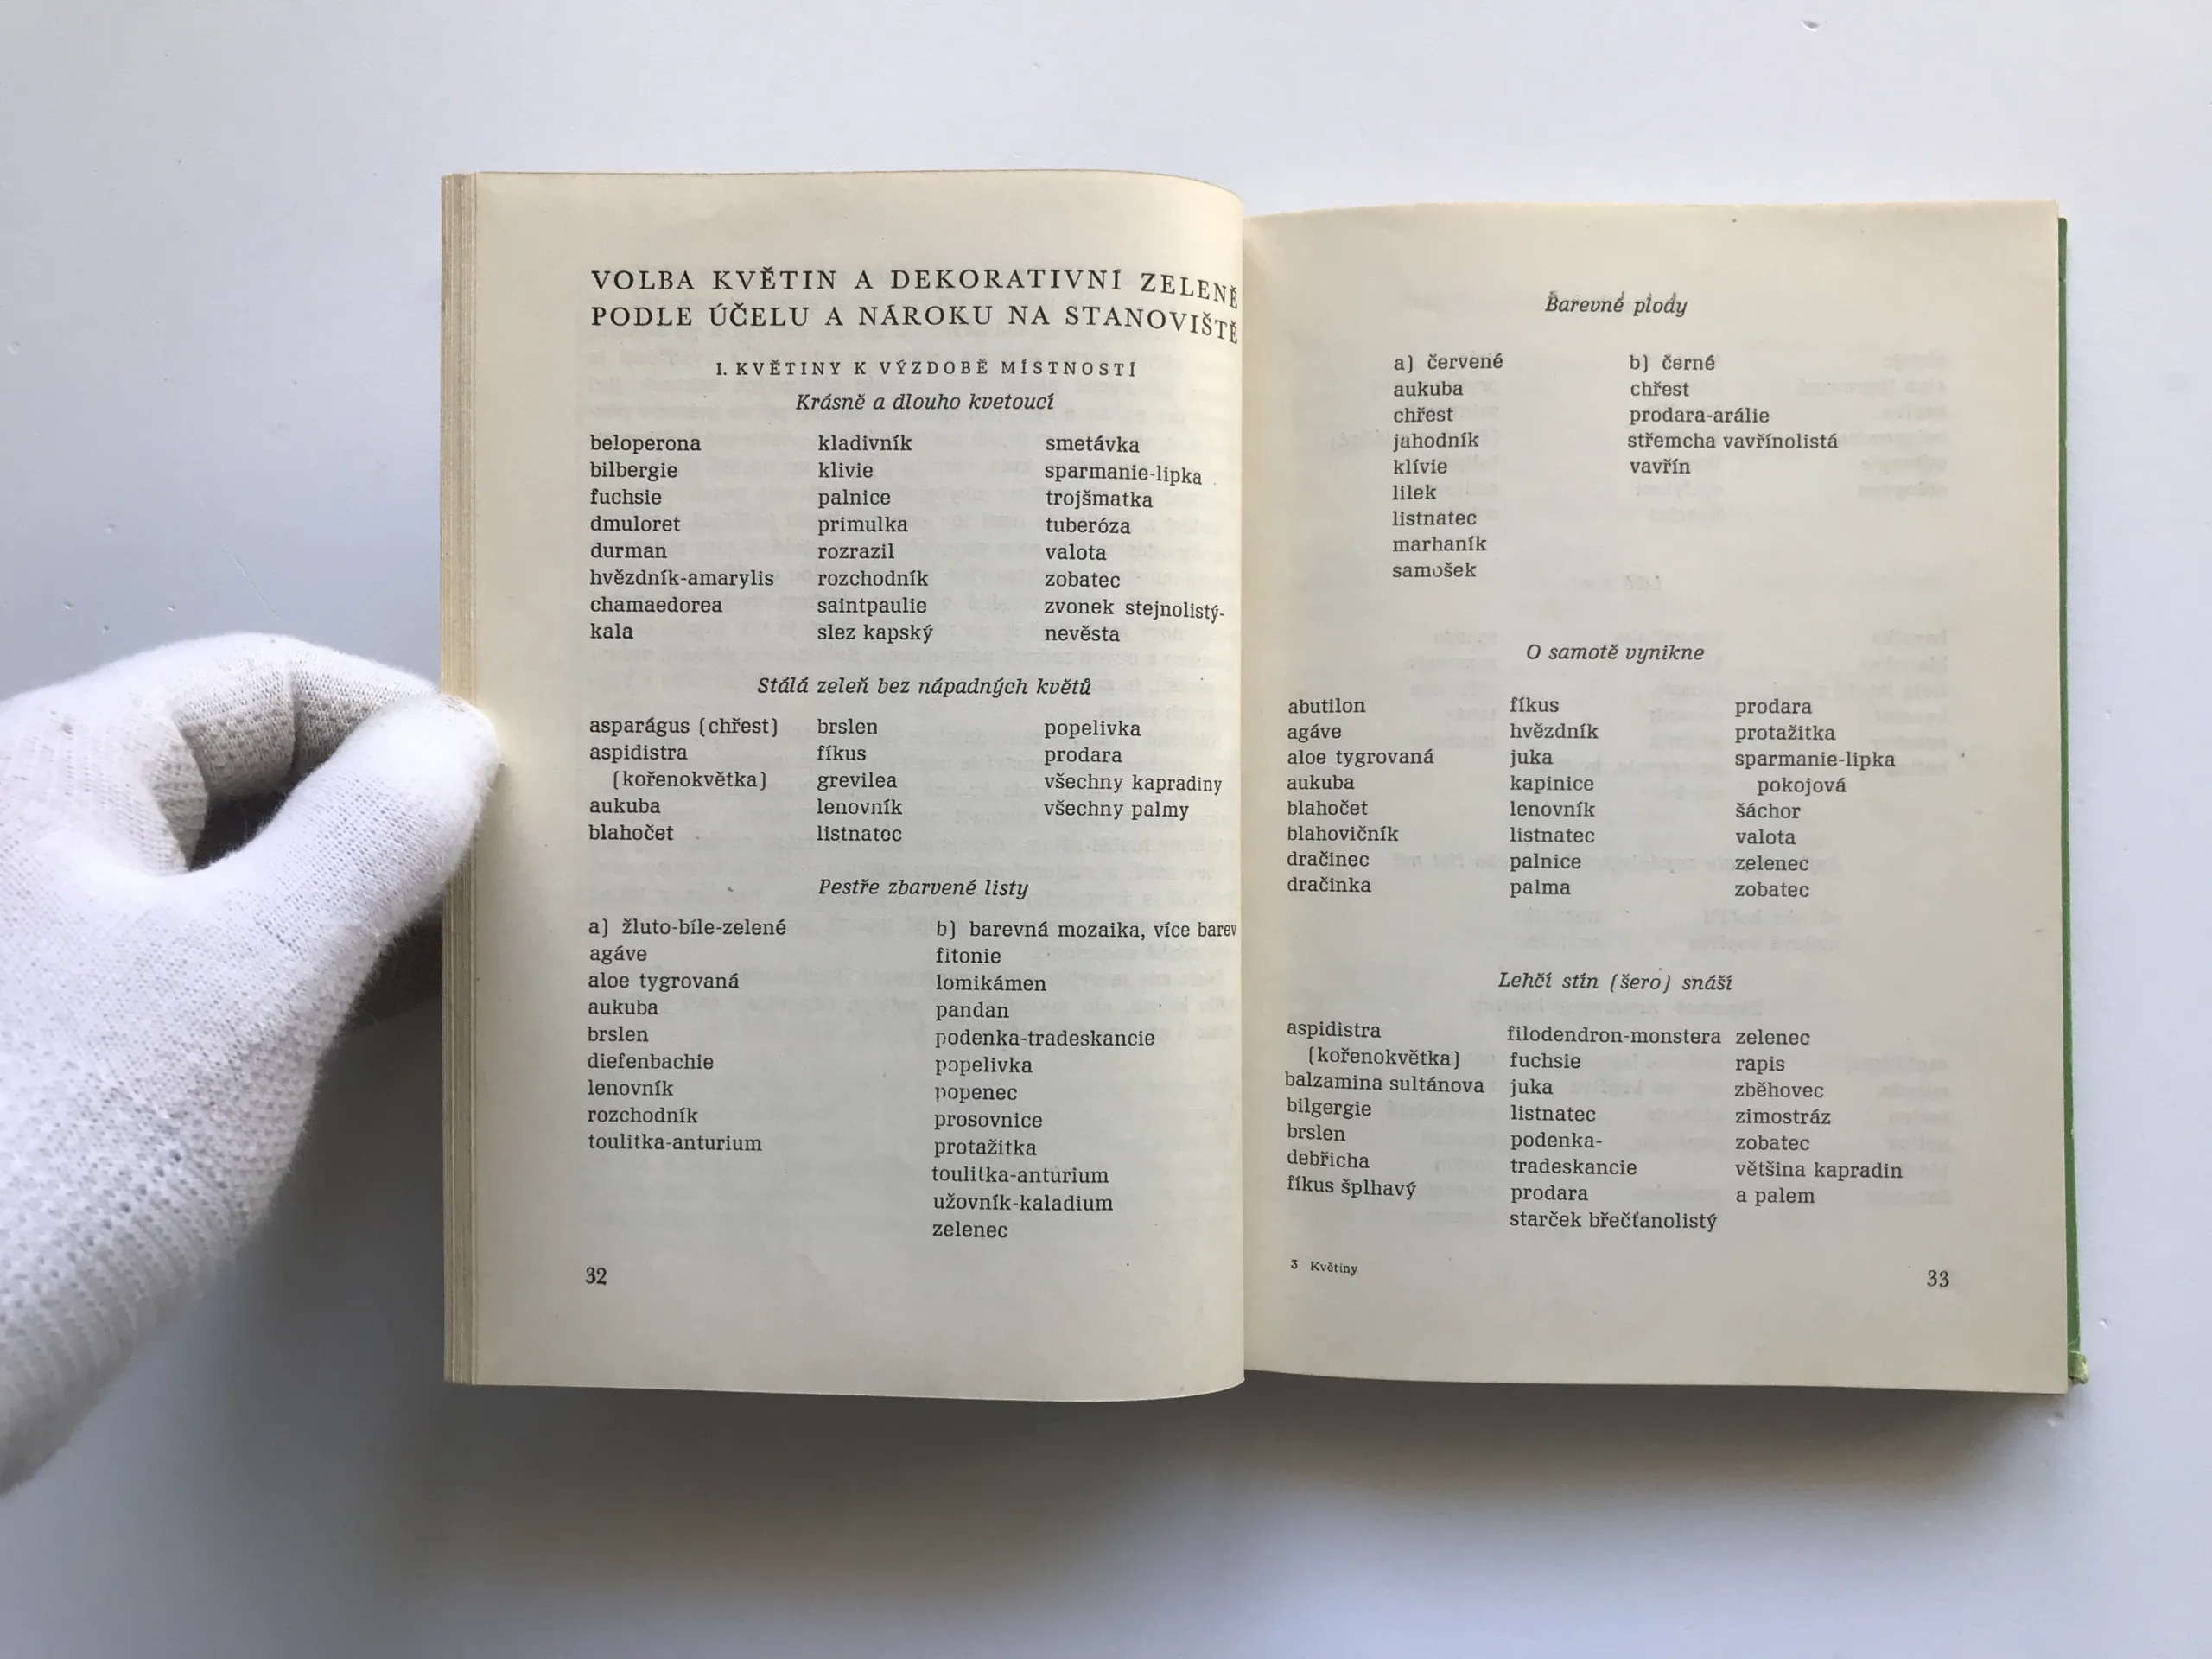 VOLBA KVĚTIN A DEKORATIVNÍ ZELENĚ
PODLE ÚČELU A NÁROKU NA STANOVIŠTĚ
I. KVĚTINY K VÝZDOBĚ MÍSTNOSTÍ
Krásně a dlouho kvetoucí
beloperona
bilbergie
fuchsie
dmuloret
durman
hvězdník-amarylis
chamaedorea
kala
kladivník
klivie
palnice
primulka
rozrazil
rozchodník
saintpaulie
slez kapský
smetávka
sparmanie-lipka
trojšmatka
tuberóza
valota
zobatec
zvonek stejnolistý-
nevěsta
Stálá zeleň bez nápadných květů
asparágus (chřest)
aspidistra
(kořenokvětka)
aukuba
blahočet
brslen
fíkus
grevilea
lenovník
listnatec
popelivka
prodara
všechny kapradiny
všechny palmy
Pestře zbarvené listy
a) žluto-bíle-zelené
agáve
aloe tygrovaná
aukuba
brslen
diefenbachie
lenovník
rozchodník
toulitka-anturium
b) barevná mozaika, více barev
fitonie
lomikámen
pandan
podenka-tradeskancie
popelivka
popenec
prosovnice
protažitka
toulitka-anturium
užovník-kaladium
zelenec
32
Barevné plody
a) červené
aukuba
chřest
jahodník
klívie
lilek
listnatec
marhaník
samošek
b) černé
chřest
prodara-arálie
střemcha vavřínolistá
vavřín
O samotě vynikne
abutilon
agáve
aloe tygrovaná
aukuba
blahočet
blahovičník
dračinec
dračinka
fíkus
hvězdník
juka
kapinice
lenovník
listnatec
palnice
palma
prodara
protažitka
sparmanie-lipka
pokojová
šáchor
valota
zelenec
zobatec
Lehčí stín (šero) snáší
aspidistra
(kořenokvětka)
balzamina sultánova
bilgergie
brslen
debřicha
fíkus šplhavý
filodendron-monstera
fuchsie
juka
listnatec
podenka-
tradeskancie
prodara
starček břečťanolistý
zelenec
rapis
zběhovec
zimostráz
zobatec
většina kapradin
a palem
3 Květiny
33